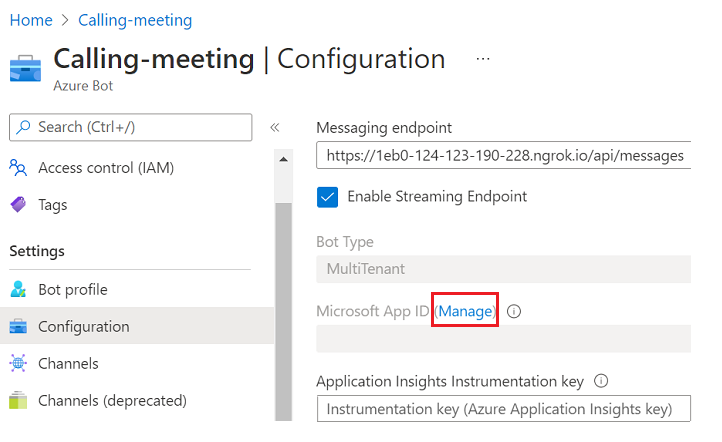 Home > Calling-meeting
Calling-meeting | Configuration ...
Azure Bot
Search (Ctrl+/) «
Access control (IAM)
Tags
Settings
Bot profile
Configuration
Channels
Channels (deprecated)
Messaging endpoint
https://1eb0-124-123-190-228.ngrok.io/api/messages
Enable Streaming Endpoint
Bot Type
MultiTenant
Microsoft App ID (Manage)
Application Insights Instrumentation key
Instrumentation key (Azure Application Insights key)